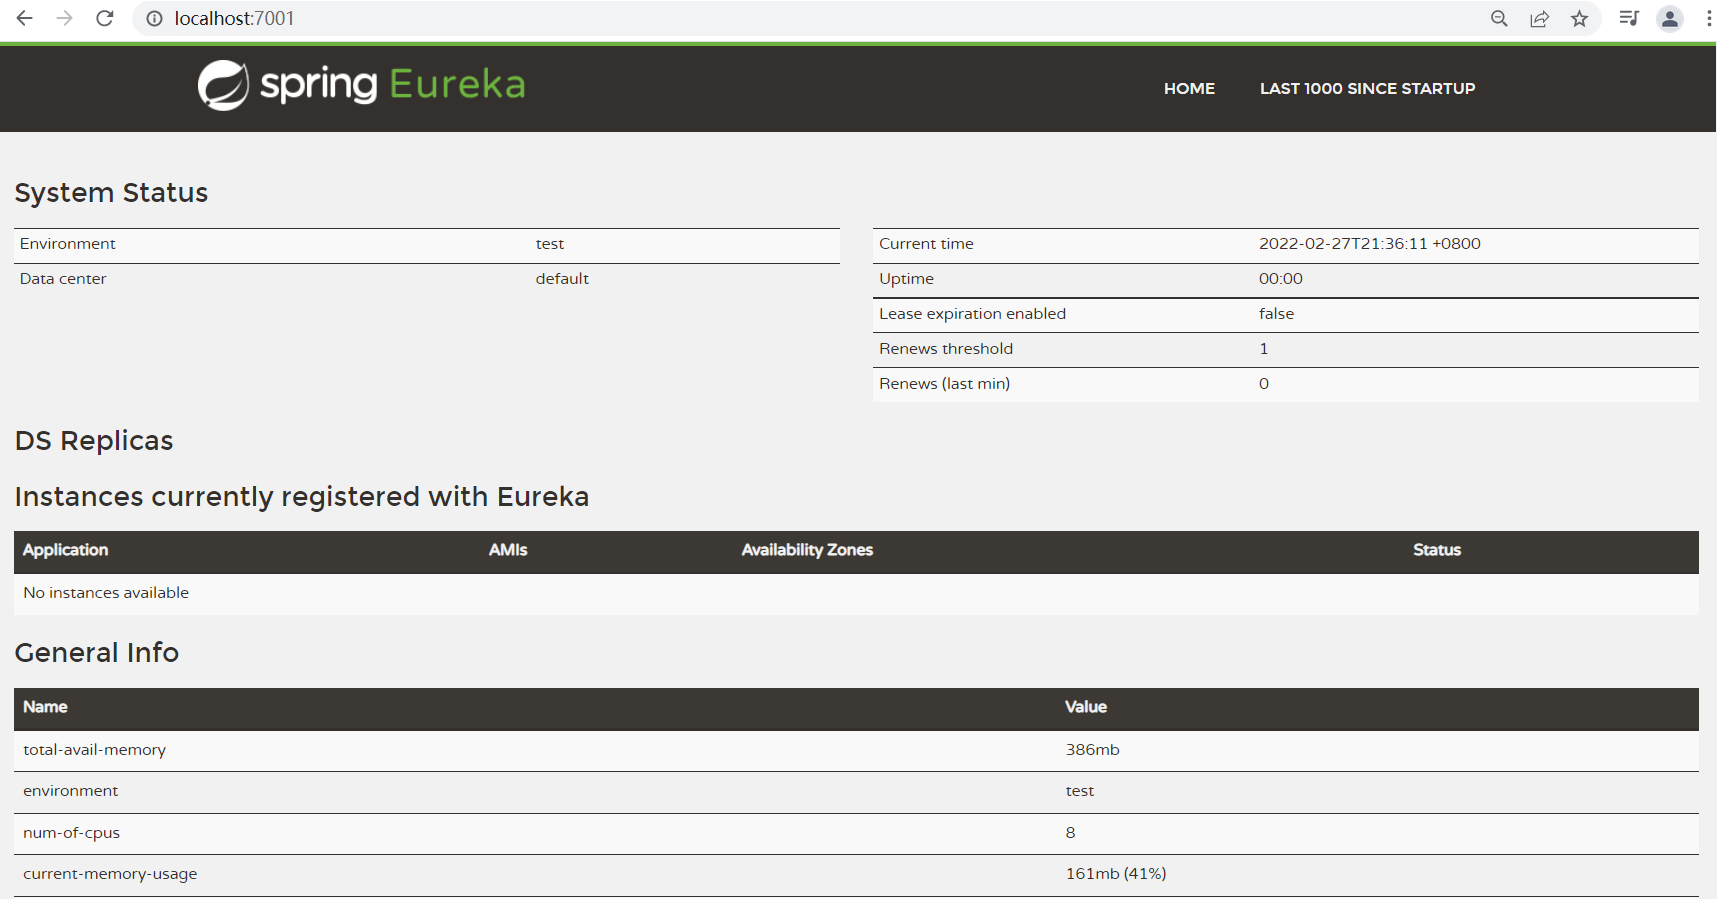 localhost:7001
spring Eureka
HOME LAST 1000 SINCE STARTUP
System Status
Environment test
Data center default
Current time 2022-02-27T21:36:11 +0800
Uptime 00:00
Lease expiration enabled false
Renews threshold 1
Renews (last min) 0
DS Replicas
Instances currently registered with Eureka
Application AMIs Availability Zones Status
No instances available
General Info
Name Value
total-avail-memory 386mb
environment test
num-of-cpus 8
current-memory-usage 161mb (41%)